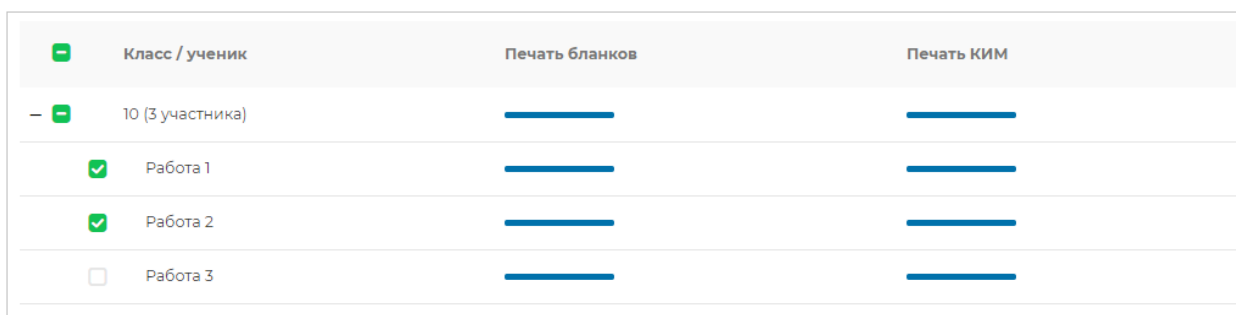 Класс / ученик Печать бланков Печать КИМ
10 (3 участника)
Работа 1
Работа 2
Работа 3